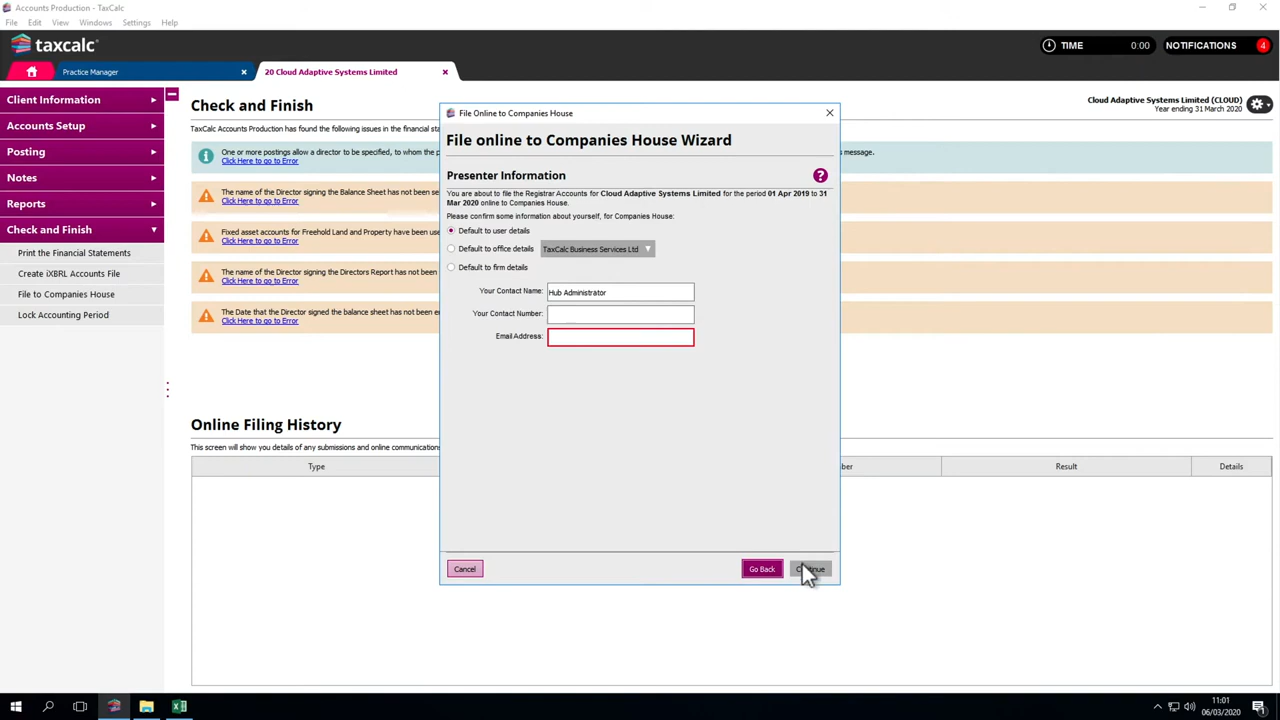 Accounts Production - TaxCalc
File Edit View Windows Settings Help
taxcalc
TIME 0:00 NOTIFICATIONS 4
Practice Manager
20 Cloud Adaptive Systems Limited
Client Information
Accounts Setup
Posting
Notes
Reports
Check and Finish
Print the Financial Statements
Create iXBRL Accounts File
File to Companies House
Lock Accounting Period
Check and Finish
Cloud Adaptive Systems Limited (CLOUD)
Year ending 31 March 2020
TaxCalc Accounts Production has found the following issues in the financial sta
One or more postings allow a director to be specified, to whom the p
s message.
Click Here to go to Error
The name of the Director signing the Balance Sheet has not been se
Click Here to go to Error
Fixed asset accounts for Freehold Land and Property have been use
Click Here to go to Error
The name of the Director signing the Directors Report has not been
Click Here to go to Error
The Date that the Director signed the balance sheet has not been en
Click Here to go to Error
Online Filing History
This screen will show you details of any submissions and online communications
Type
ber
Result
Details
File Online to Companies House
File online to Companies House Wizard
Presenter Information
?
You are about to file the Registrar Accounts for Cloud Adaptive Systems Limited for the period 01 Apr 2019 to 31
Mar 2020 online to Companies House.
Please confirm some information about yourself, for Companies House:
Default to user details
Default to office details TaxCalc Business Services Ltd
Default to firm details
Your Contact Name: Hub Administrator
Your Contact Number:
Email Address:
Cancel
Go Back
11:01
06/03/2020
1